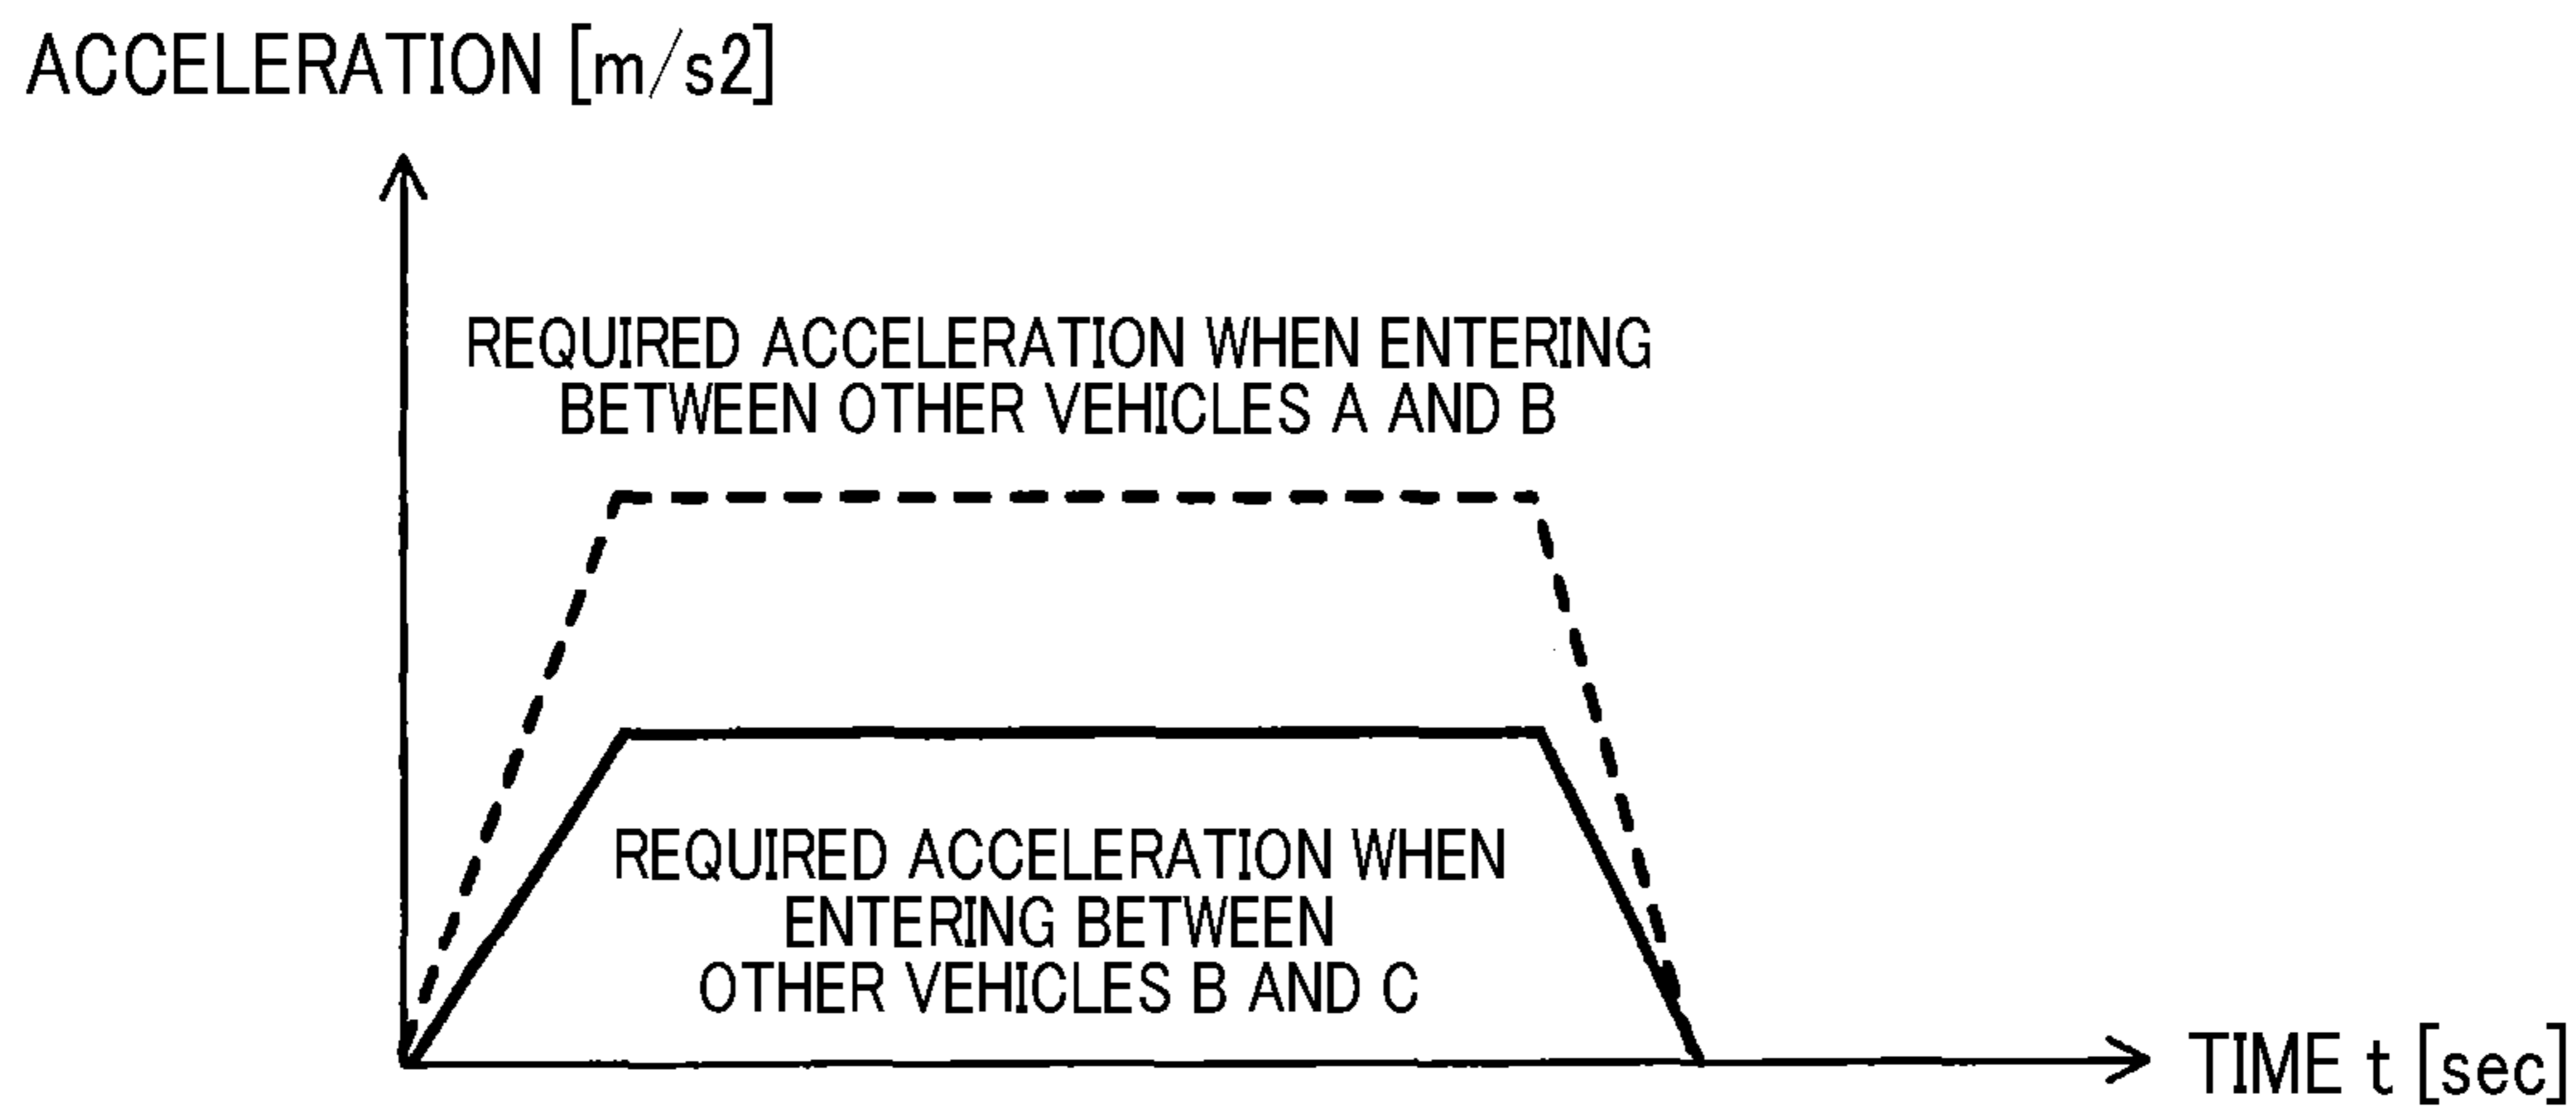 ACCELERATION [m/s2]
REQUIRED ACCELERATION WHEN ENTERING
BETWEEN OTHER VEHICLES A AND B
REQUIRED ACCELERATION WHEN
ENTERING BETWEEN
OTHER VEHICLES B AND C
TIME t [sec]